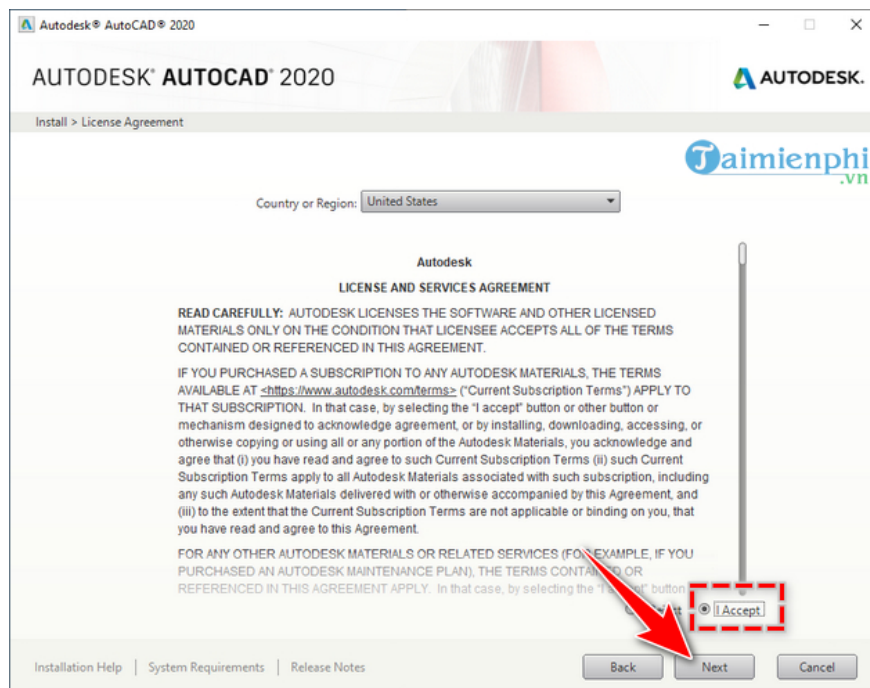 Autodesk® AutoCAD® 2020
AUTODESK® AUTOCAD® 2020
AUTODESK.
Install > License Agreement
Taimienphi
.vn
Country or Region: United States
Autodesk
LICENSE AND SERVICES AGREEMENT
READ CAREFULLY: AUTODESK LICENSES THE SOFTWARE AND OTHER LICENSED
MATERIALS ONLY ON THE CONDITION THAT LICENSEE ACCEPTS ALL OF THE TERMS
CONTAINED OR REFERENCED IN THIS AGREEMENT.
IF YOU PURCHASED A SUBSCRIPTION TO ANY AUTODESK MATERIALS, THE TERMS
AVAILABLE AT <https://www.autodesk.com/terms> ("Current Subscription Terms") APPLY TO
THAT SUBSCRIPTION. In that case, by selecting the "I accept" button or other button or
mechanism designed to acknowledge agreement, or by installing, downloading, accessing, or
otherwise copying or using all or any portion of the Autodesk Materials, you acknowledge and
agree that (i) you have read and agree to such Current Subscription Terms (ii) such Current
Subscription Terms apply to all Autodesk Materials associated with such subscription, including
any such Autodesk Materials delivered with or otherwise accompanied by this Agreement, and
(iii) to the extent that the Current Subscription Terms are not applicable or binding on you, that
you have read and agree to this Agreement.
FOR ANY OTHER AUTODESK MATERIALS OR RELATED SERVICES (FOR EXAMPLE, IF YOU
PURCHASED AN AUTODESK MAINTENANCE PLAN), THE TERMS CONTAINED OR
REFERENCED IN THIS AGREEMENT APPLY. In that case, by selecting the "I accept" button
I Accept
Installation Help | System Requirements | Release Notes
Back
Next
Cancel